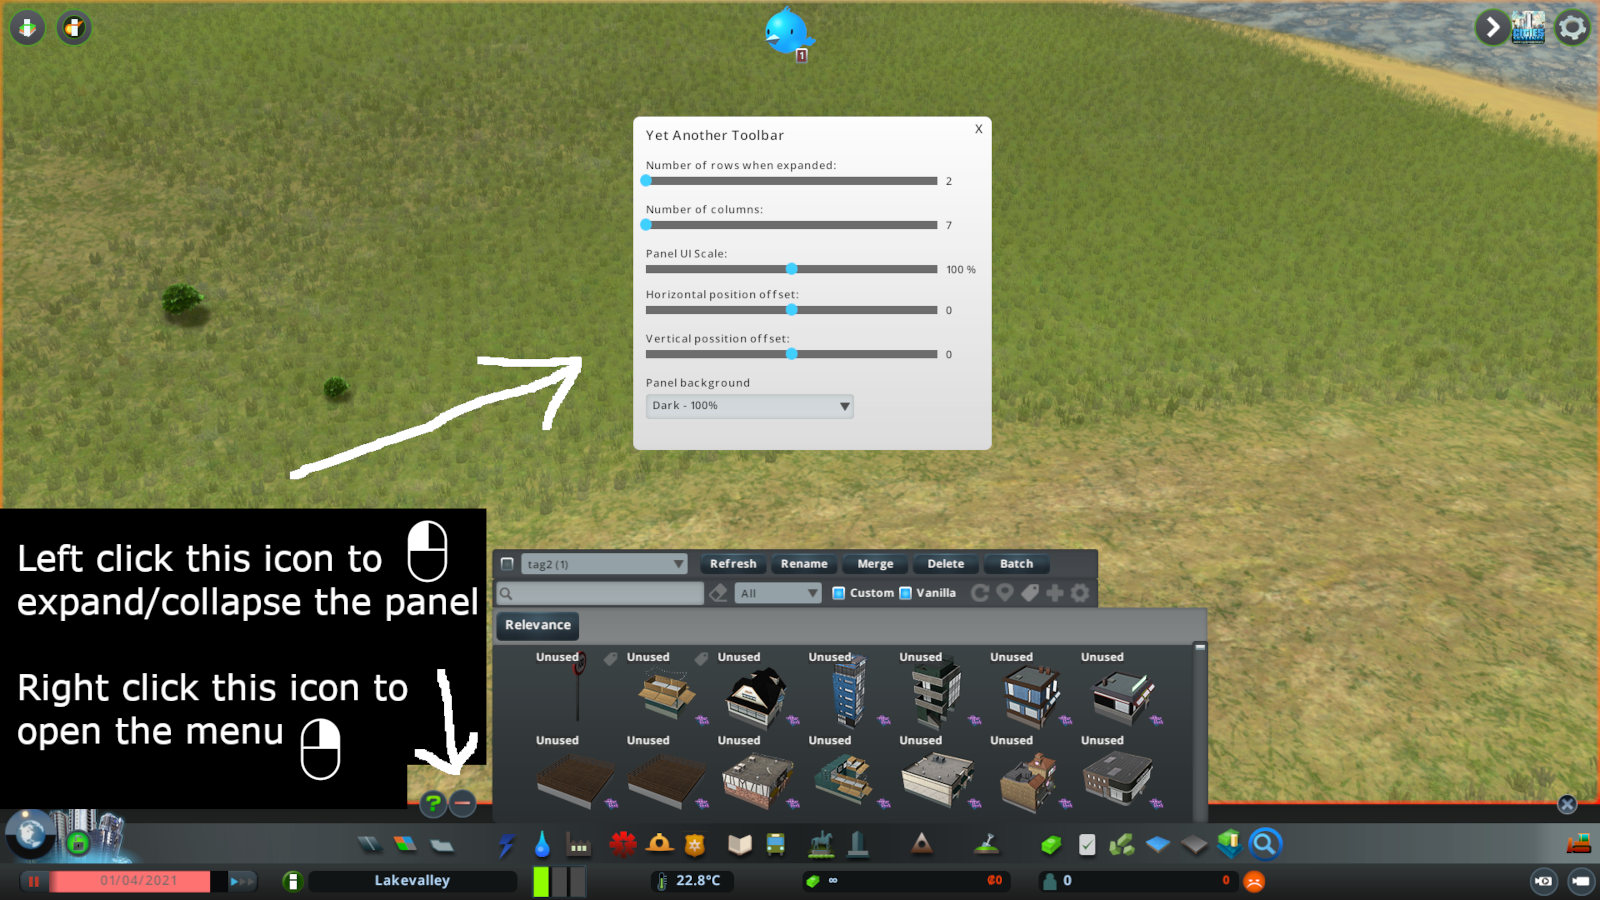 1
CITIES
Yet Another Toolbar
X
Number of rows when expanded:
2
Number of columns:
7
Panel UI Scale:
100 %
Horizontal position offset:
0
Vertical possition offset:
0
Panel background
Dark - 100%
Left click this icon to
expand/collapse the panel
Right click this icon to
open the menu
tag2 (1)
Refresh
Rename
Merge
Delete
Batch
All
Custom
Vanilla
Relevance
Unused Unused Unused Unused Unused Unused Unused
Unused Unused Unused Unused Unused Unused Unused
?
01/04/2021
Lakevalley
22.8°C
∞
₡0
0
0